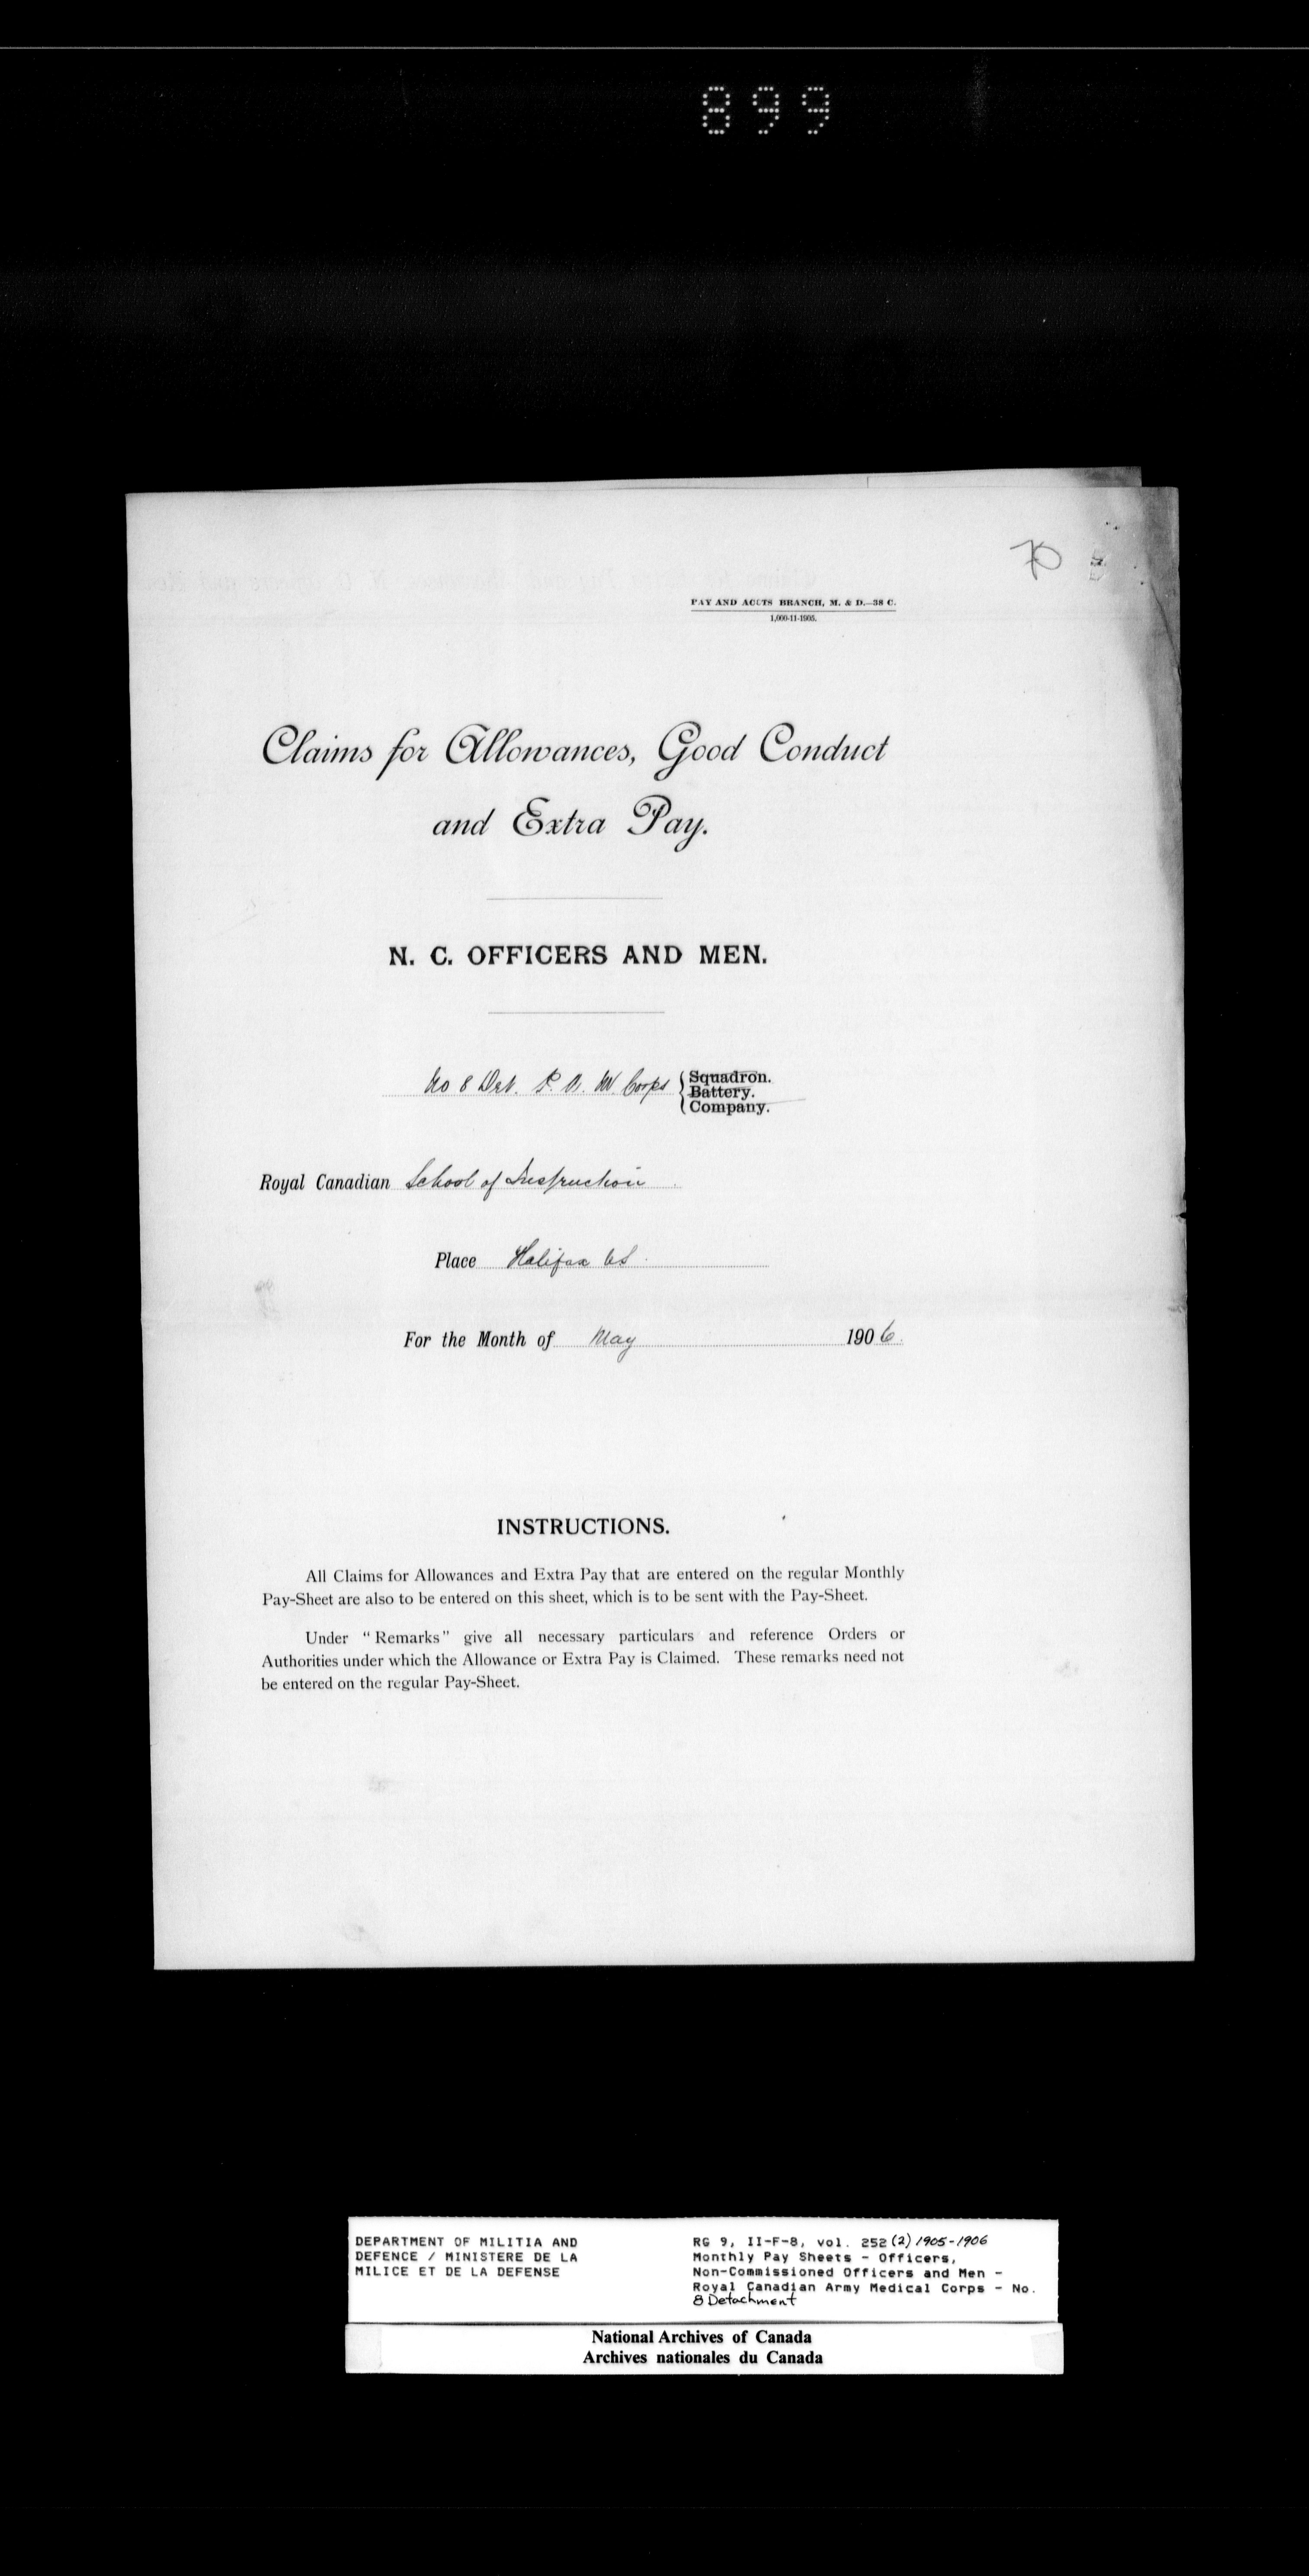 899
70
PAY AND ACCTS BRANCH, M. & D.—38 C.
1,000-11-1905.
Claims for Allowances, Good Conduct
and Extra Pay.
N. C. OFFICERS AND MEN.
No 8 Det. P. A. M. Corps
Squadron.
Battery.
Company.
Royal Canadian School of Instruction
Place Halifax NS.
For the Month of May 1906.
INSTRUCTIONS.
All Claims for Allowances and Extra Pay that are entered on the regular Monthly
Pay-Sheet are also to be entered on this sheet, which is to be sent with the Pay-Sheet.
Under "Remarks" give all necessary particulars and reference Orders or
Authorities under which the Allowance or Extra Pay is Claimed. These remarks need not
be entered on the regular Pay-Sheet.
DEPARTMENT OF MILITIA AND
DEFENCE / MINISTERE DE LA
MILICE ET DE LA DEFENSE
RG 9, II-F-8, vol. 252 (2) 1905-1906
Monthly Pay Sheets - Officers,
Non-Commissioned Officers and Men -
Royal Canadian Army Medical Corps - No.
8 Detachment
National Archives of Canada
Archives nationales du Canada